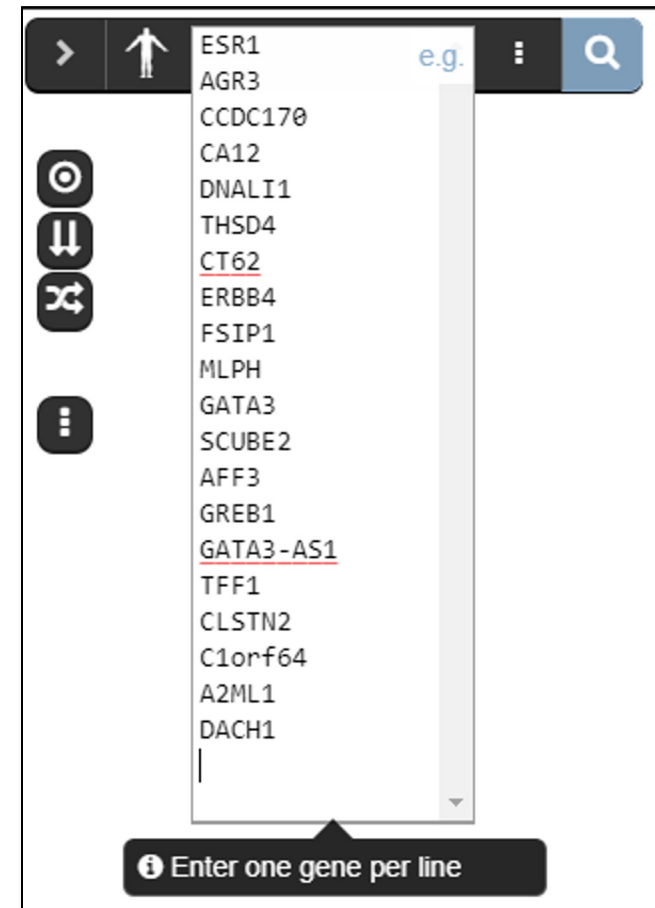 ESR1
e.g.
AGR3
CCDC170
CA12
DNALI1
THSD4
CT62
ERBB4
FSIP1
MLPH
GATA3
SCUBE2
AFF3
GREB1
GATA3-AS1
TFF1
CLSTN2
C1orf64
A2ML1
DACH1
Enter one gene per line